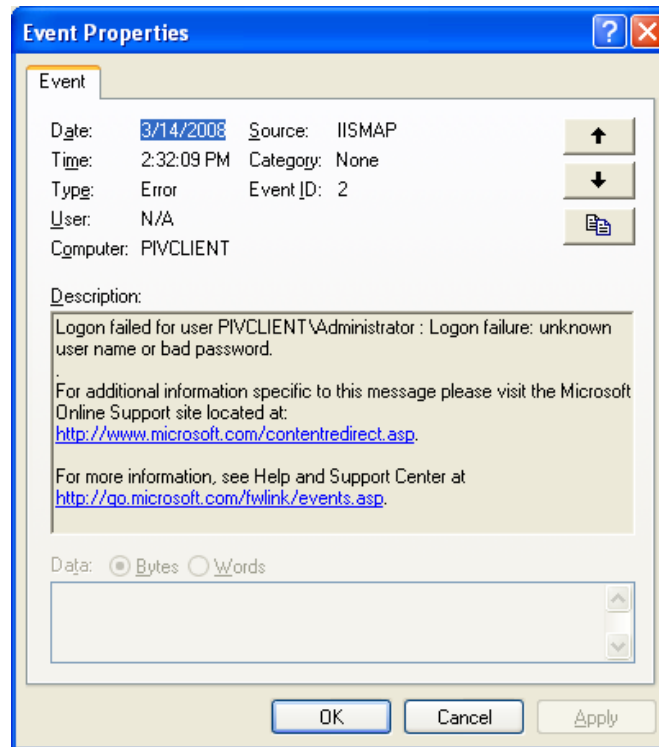 Event Properties
Event
Date: 3/14/2008 Source: IISMAP
Time: 2:32:09 PM Category: None
Type: Error Event ID: 2
User: N/A
Computer: PIVCLIENT
Description:
Logon failed for user PIVCLIENT\Administrator : Logon failure: unknown
user name or bad password.
.
For additional information specific to this message please visit the Microsoft
Online Support site located at:
http://www.microsoft.com/contentredirect.asp.
For more information, see Help and Support Center at
http://go.microsoft.com/fwlink/events.asp.
Data: Bytes Words
OK Cancel Apply